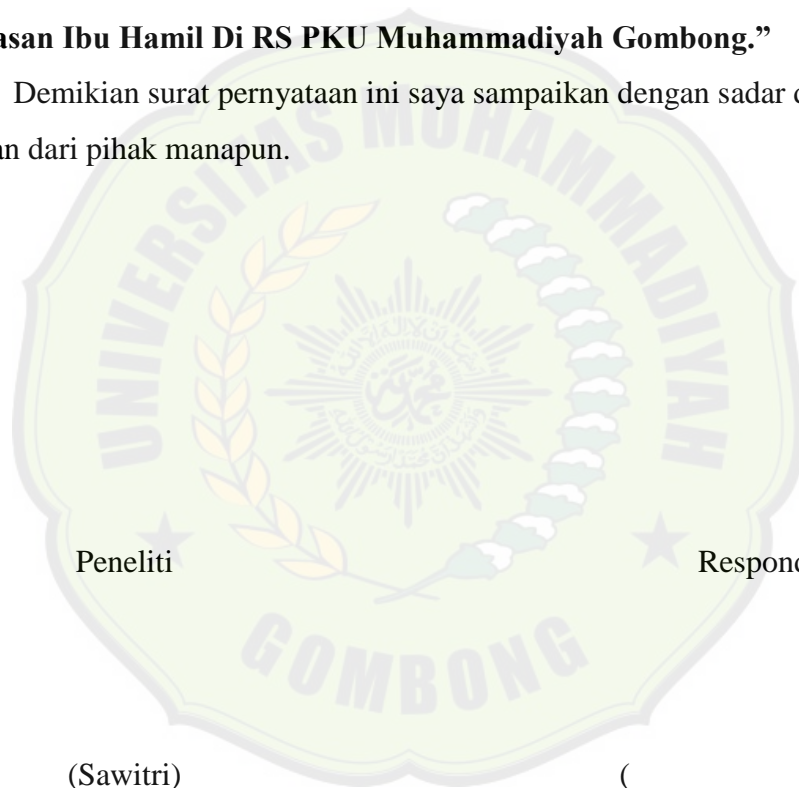 asan Ibu Hamil Di RS PKU Muhammadiyah Gombong.”
Demikian surat pernyataan ini saya sampaikan dengan sadar d
an dari pihak manapun.
UNIVERSITAS MUHAMMADIYAH
Peneliti Respond
GOMBONG
(Sawitri) (